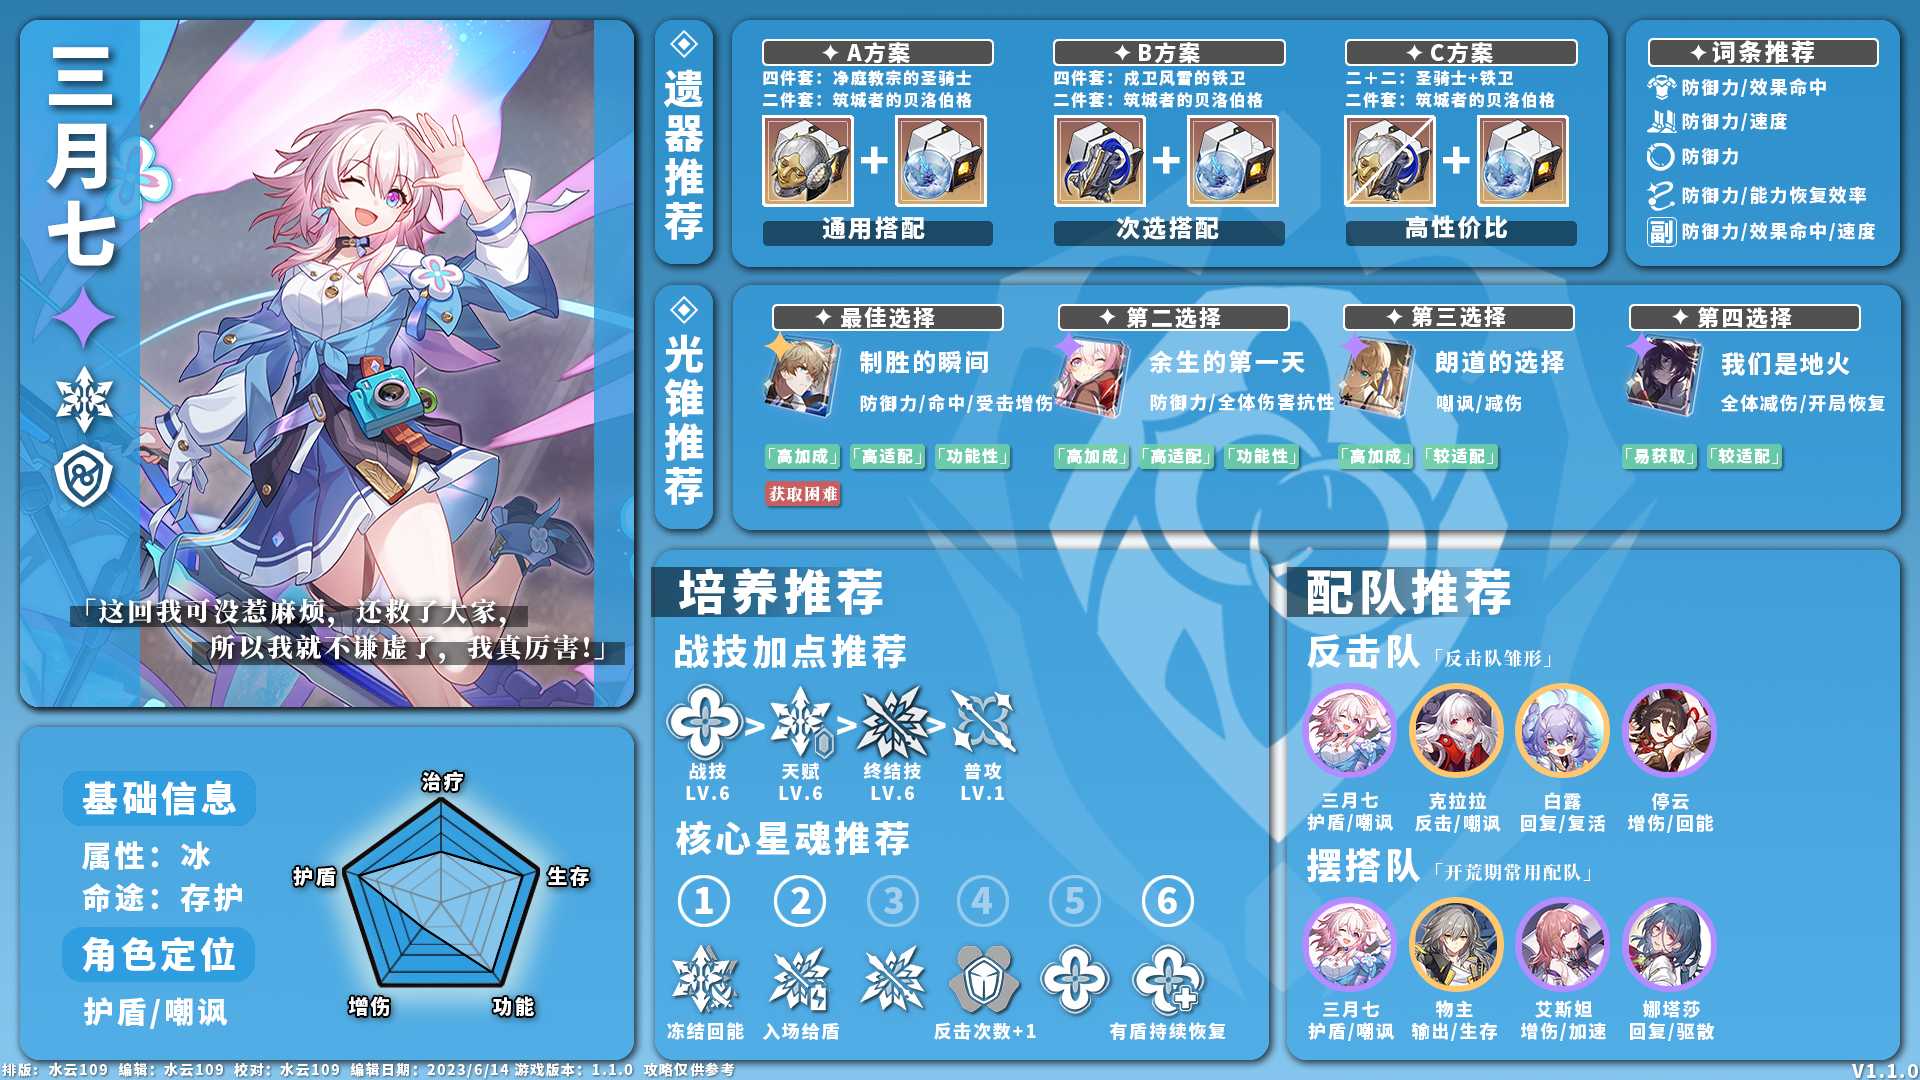 三月七
「这回我可没惹麻烦，还救了大家，
所以我就不谦虚了，我真厉害！」
基础信息
属性：冰
命途：存护
角色定位
护盾/嘲讽
治疗
护盾
生存
增伤
功能
遗器推荐
A方案
四件套：净庭教宗的圣骑士
二件套：筑城者的贝洛伯格
+
通用搭配
B方案
四件套：戍卫风雪的铁卫
二件套：筑城者的贝洛伯格
+
次选搭配
C方案
二+二：圣骑士+铁卫
二件套：筑城者的贝洛伯格
+
高性价比
词条推荐
防御力/效果命中
防御力/速度
防御力
防御力/能力恢复效率
副 防御力/效果命中/速度
光锥推荐
最佳选择
制胜的瞬间
防御力/命中/受击增伤
「高加成」「高适配」「功能性」
获取困难
第二选择
余生的第一天
防御力/全体伤害抗性
「高加成」「高适配」「功能性」
第三选择
朗道的选择
嘲讽/减伤
「高加成」「较适配」
第四选择
我们是地火
全体减伤/开局恢复
「易获取」「较适配」
培养推荐
战技加点推荐
> > >
战技 天赋 终结技 普攻
LV.6 LV.6 LV.6 LV.1
核心星魂推荐
1 2 3 4 5 6
冻结回能 入场给盾 反击次数+1 有盾持续恢复
配队推荐
反击队「反击队雏形」
三月七 克拉拉 白露 停云
护盾/嘲讽 反击/嘲讽 回复/复活 增伤/回能
摆搭队「开荒期常用配队」
三月七 物主 艾斯妲 娜塔莎
护盾/嘲讽 输出/生存 增伤/加速 回复/驱散
排版：水云109 编辑：水云109 校对：水云109 编辑日期：2023/6/14 游戏版本：1.1.0 攻略仅供参考
V1.1.0